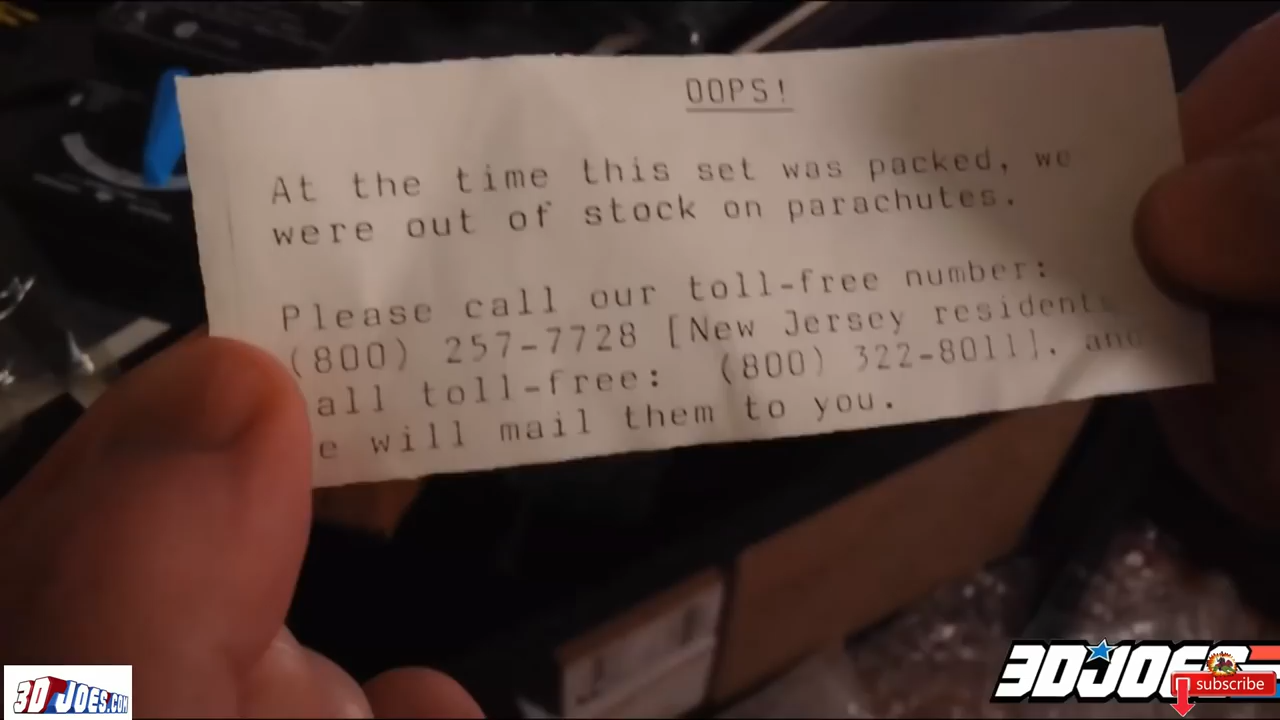 OOPS!
At the time this set was packed, we
were out of stock on parachutes.
Please call our toll-free number:
(800) 257-7728 [New Jersey residents
all toll-free: (800) 322-8011], and
e will mail them to you.
3D JOES.COM
3DJOES
subscribe